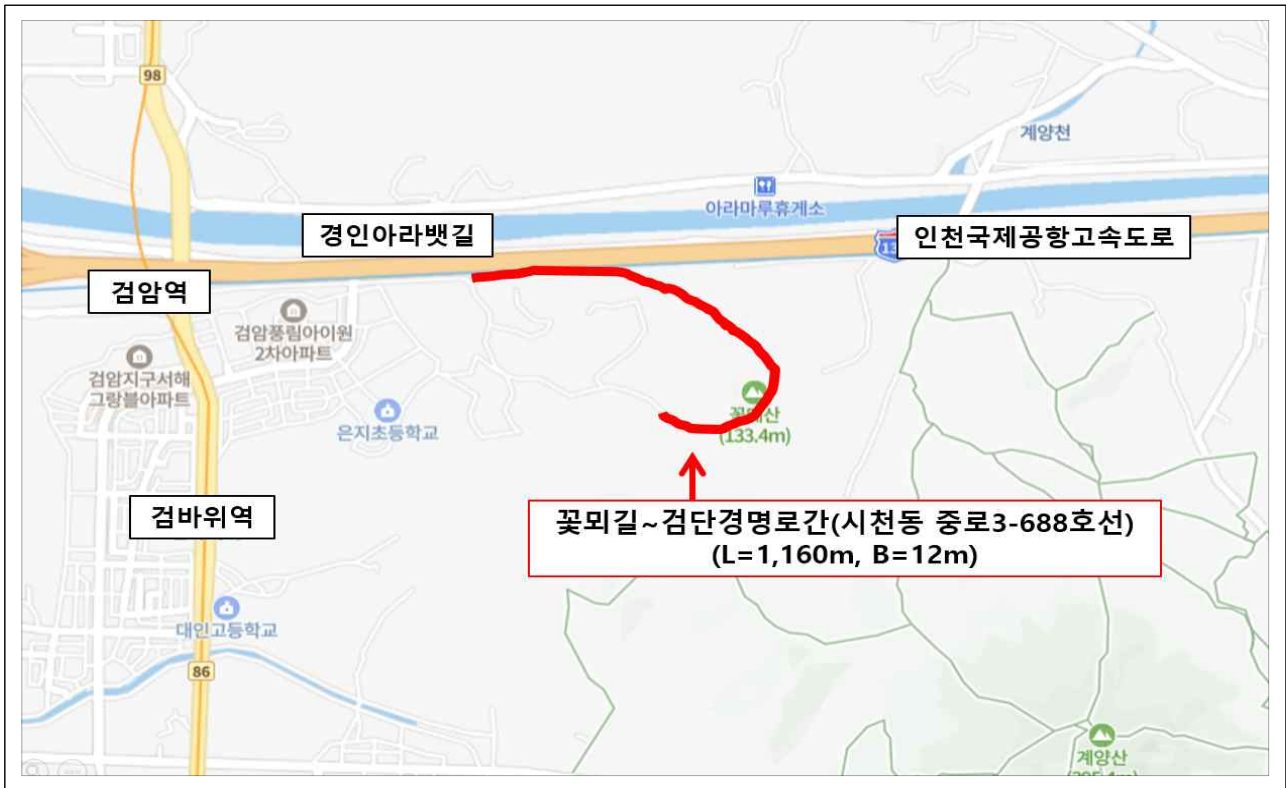 98
계양천
아라마루휴게소
경인아라뱃길
13
인천국제공항고속도로
검암역
검암풍림아이원
2차아파트
검암지구서해
그랑블아파트
은지초등학교
(133.4m)
검바위역
꽃뫼길~검단경명로간(시천동 중로3-688호선)
(L=1,160m, B=12m)
대인고등학교
86
계양산